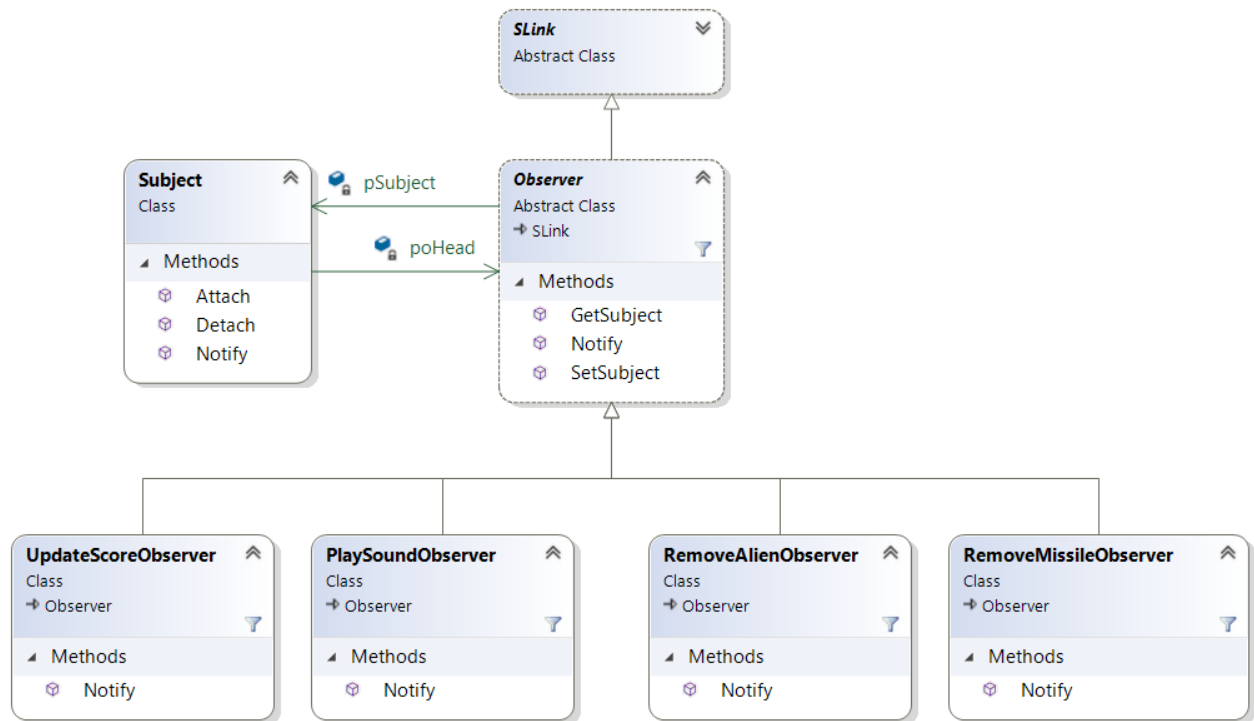 SLink
Abstract Class
Subject
Class
Methods
Attach
Detach
Notify
pSubject
poHead
Observer
Abstract Class
SLink
Methods
GetSubject
Notify
SetSubject
UpdateScoreObserver
Class
Observer
Methods
Notify
PlaySoundObserver
Class
Observer
Methods
Notify
RemoveAlienObserver
Class
Observer
Methods
Notify
RemoveMissileObserver
Class
Observer
Methods
Notify